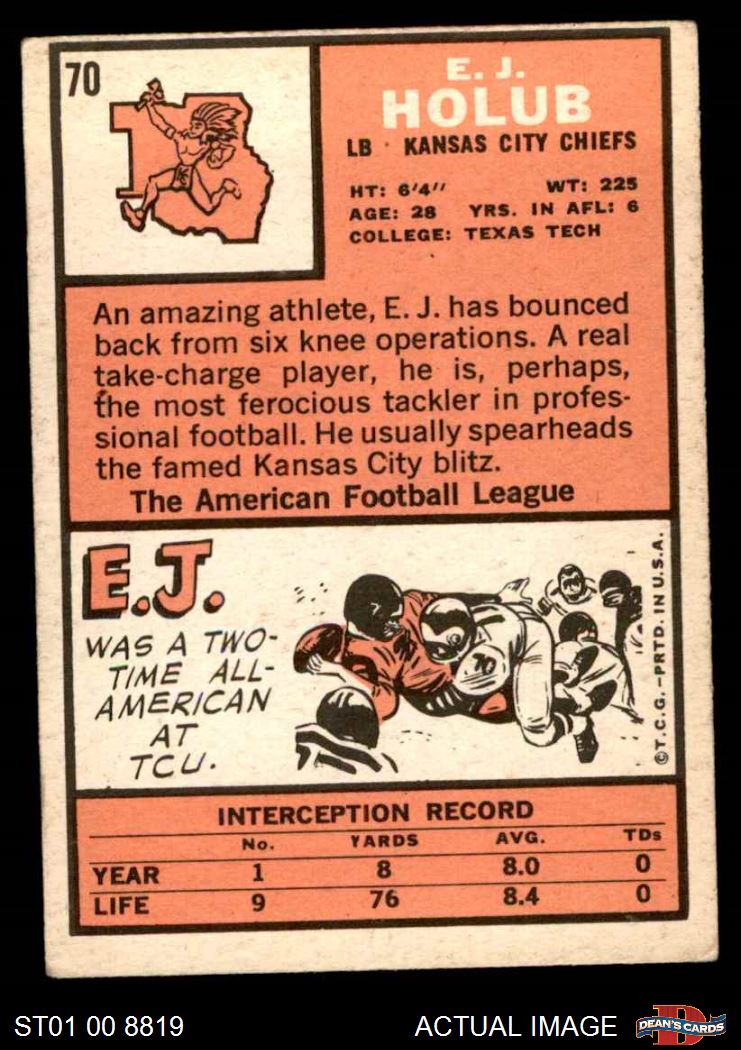 70
E. J.
HOLUB
LB · KANSAS CITY CHIEFS
HT: 6'4" WT: 225
AGE: 28 YRS. IN AFL: 6
COLLEGE: TEXAS TECH
An amazing athlete, E. J. has bounced
back from six knee operations. A real
take-charge player, he is, perhaps,
the most ferocious tackler in profes-
sional football. He usually spearheads
the famed Kansas City blitz.
The American Football League
E.J.
WAS A TWO-
TIME ALL-
AMERICAN
AT
TCU.
70
©T.C.G.—PRTD. IN U.S.A.
INTERCEPTION RECORD
No. YARDS AVG. TDs
YEAR 1 8 8.0 0
LIFE 9 76 8.4 0
ST01 00 8819 ACTUAL IMAGE DEAN'S CARDS